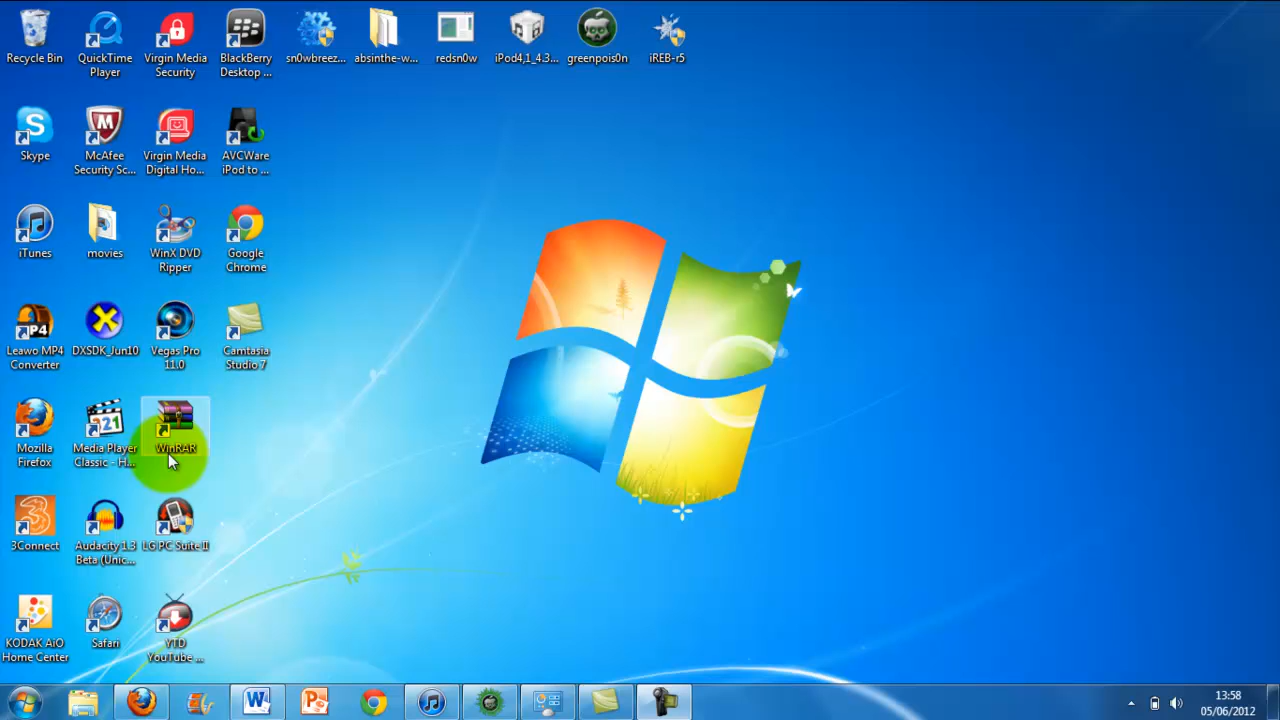 Recycle Bin
QuickTime
Player
Virgin Media
Security
BlackBerry
Desktop ...
sn0wbreez...
absinthe-w...
redsn0w
iPod4,1_4.3...
greenpois0n
iREB-r5
Skype
McAfee
Security Sc...
Virgin Media
Digital Ho...
AVCWare
iPod to ...
iTunes
movies
WinX DVD
Ripper
Google
Chrome
Leawo MP4
Converter
DXSDK_Jun10
Vegas Pro
11.0
Camtasia
Studio 7
Mozilla
Firefox
Media Player
Classic - H...
WinRAR
3Connect
Audacity 1.3
Beta (Unic...
LG PC Suite II
KODAK AiO
Home Center
Safari
YTD
YouTube ...
13:58
05/06/2012